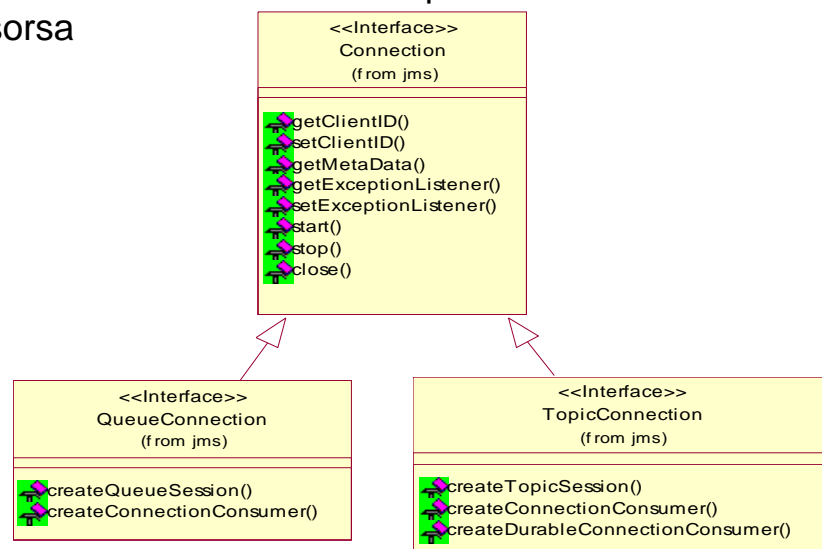 sorsa
<<Interface>>
Connection
(from jms)
getClientID()
setClientID()
getMetaData()
getExceptionListener()
setExceptionListener()
start()
stop()
close()
<<Interface>>
QueueConnection
(from jms)
createQueueSession()
createConnectionConsumer()
<<Interface>>
TopicConnection
(from jms)
createTopicSession()
createConnectionConsumer()
createDurableConnectionConsumer()